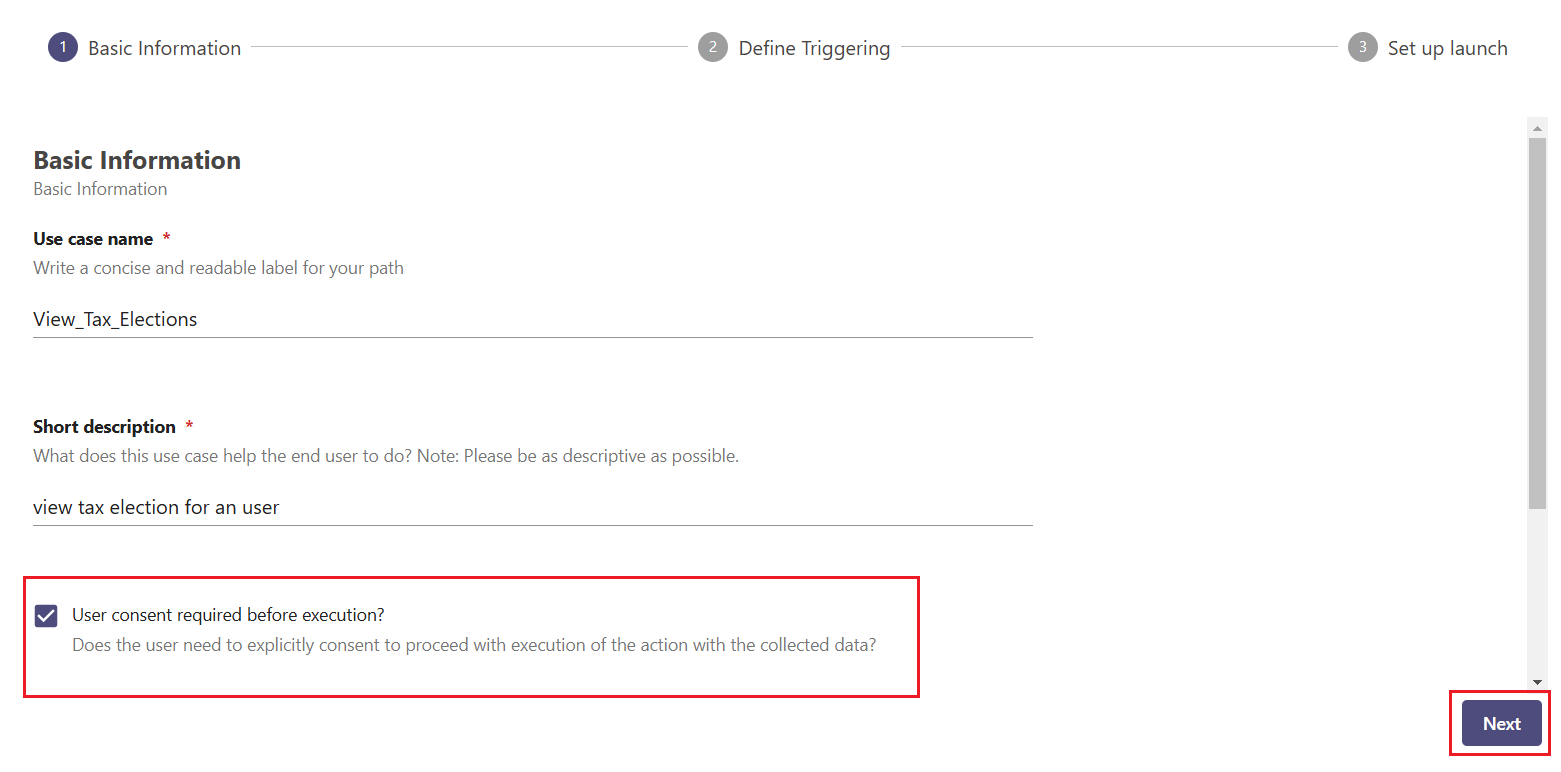 1 Basic Information 2 Define Triggering 3 Set up launch
Basic Information
Basic Information
Use case name *
Write a concise and readable label for your path
View_Tax_Elections
Short description *
What does this use case help the end user to do? Note: Please be as descriptive as possible.
view tax election for an user
User consent required before execution?
Does the user need to explicitly consent to proceed with execution of the action with the collected data?
Next